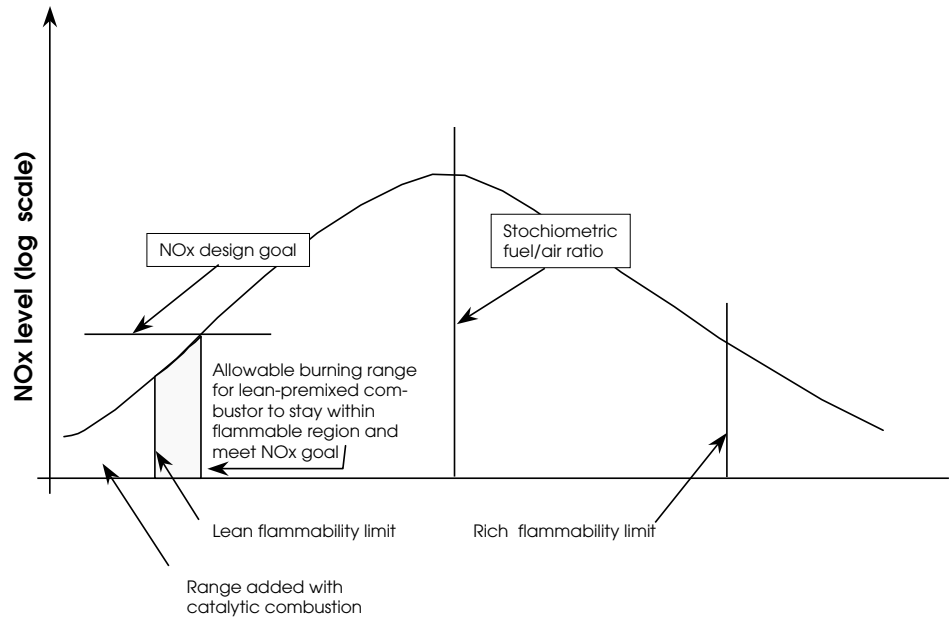 NOx level (log scale)
NOx design goal
Stochiometric
fuel/air ratio
Allowable burning range
for lean-premixed com-
bustor to stay within
flammable region and
meet NOx goal
Lean flammability limit
Rich flammability limit
Range added with
catalytic combustion